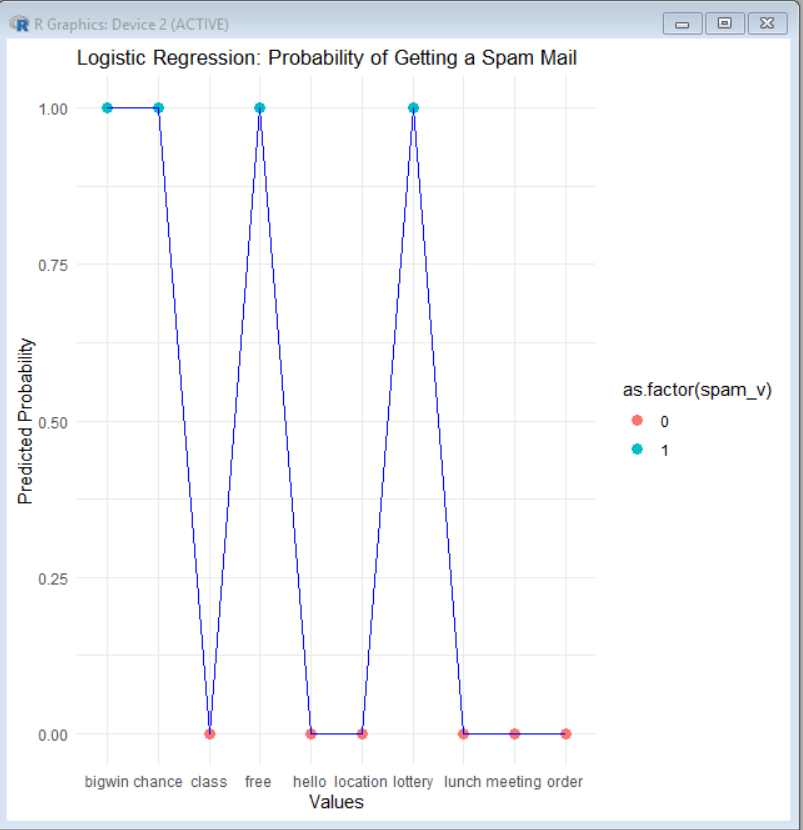 R Graphics: Device 2 (ACTIVE)
Logistic Regression: Probability of Getting a Spam Mail
1.00
0.75
0.50
0.25
0.00
Predicted Probability
bigwin chance class free hello location lottery lunch meeting order
Values
as.factor(spam_v)
0
1